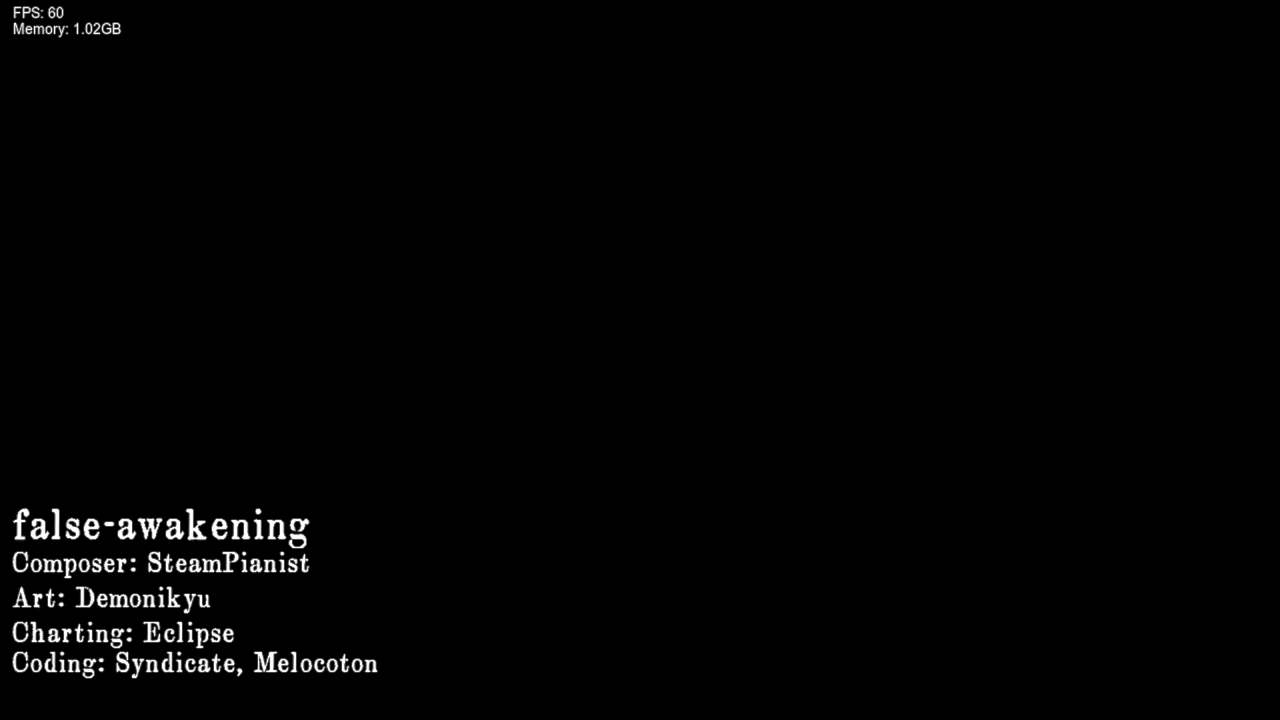 FPS: 60
Memory: 1.02GB
false-awakening
Composer: SteamPianist
Art: Demonikyu
Charting: Eclipse
Coding: Syndicate, Melocoton